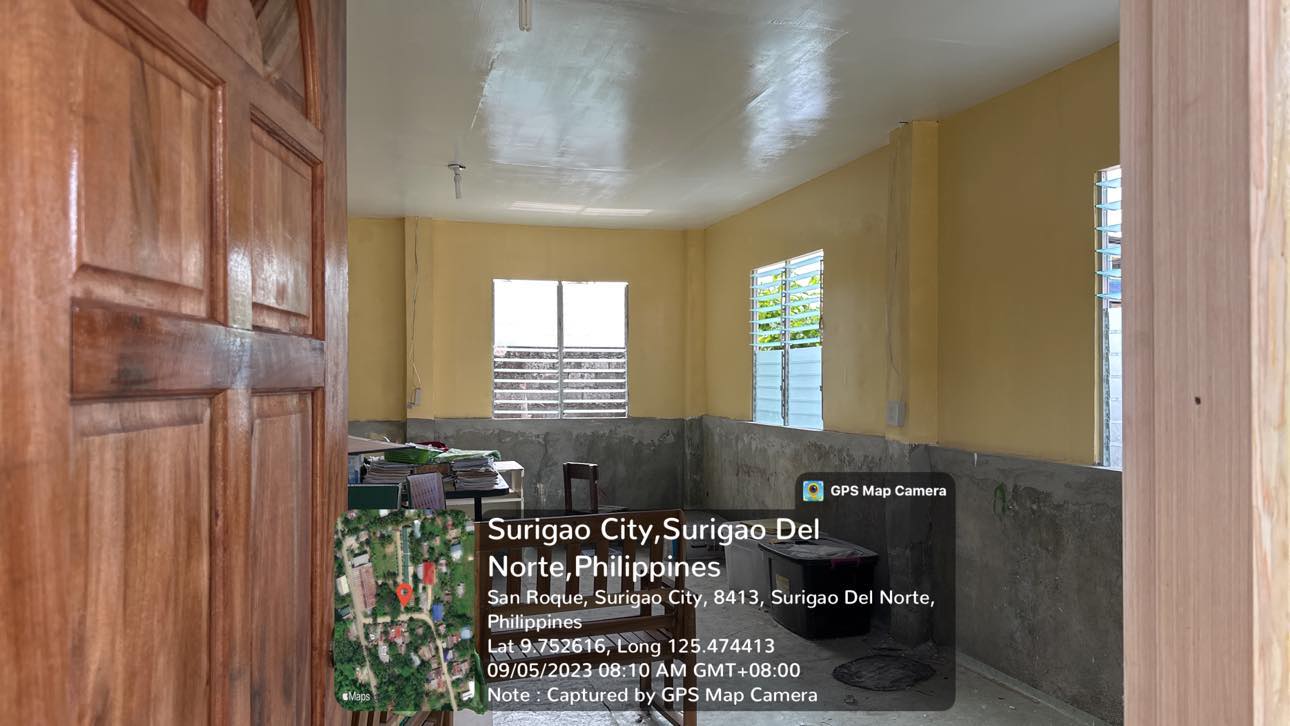 GPS Map Camera
Surigao City,Surigao Del
Norte,Philippines
San Roque, Surigao City, 8413, Surigao Del Norte,
Philippines
Lat 9.752616, Long 125.474413
09/05/2023 08:10 AM GMT+08:00
Note : Captured by GPS Map Camera
Maps